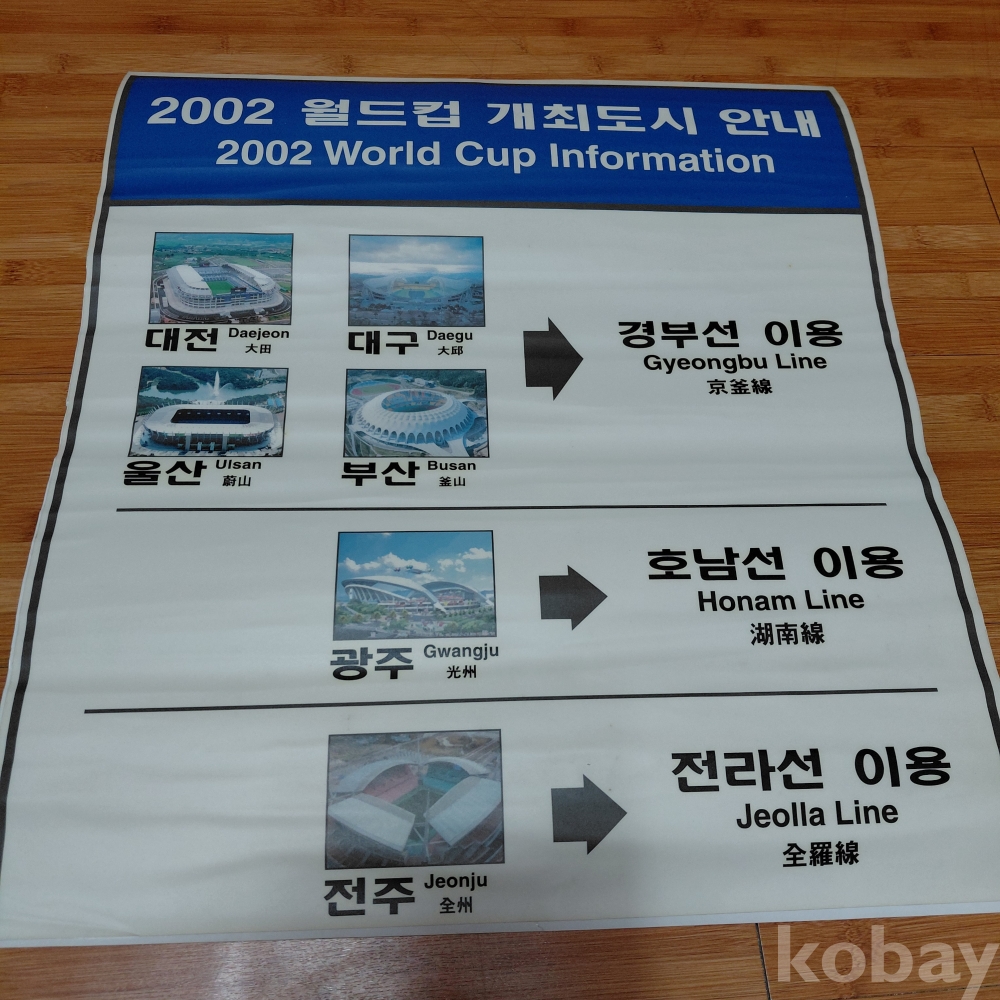 2002 월드컵 개최도시 안내
2002 World Cup Information
대전 Daejeon
大田
대구 Daegu
大邱
울산 Ulsan
蔚山
부산 Busan
釜山
경부선 이용
Gyeongbu Line
京釜線
광주 Gwangju
光州
호남선 이용
Honam Line
湖南線
전주 Jeonju
全州
전라선 이용
Jeolla Line
全羅線
kobay